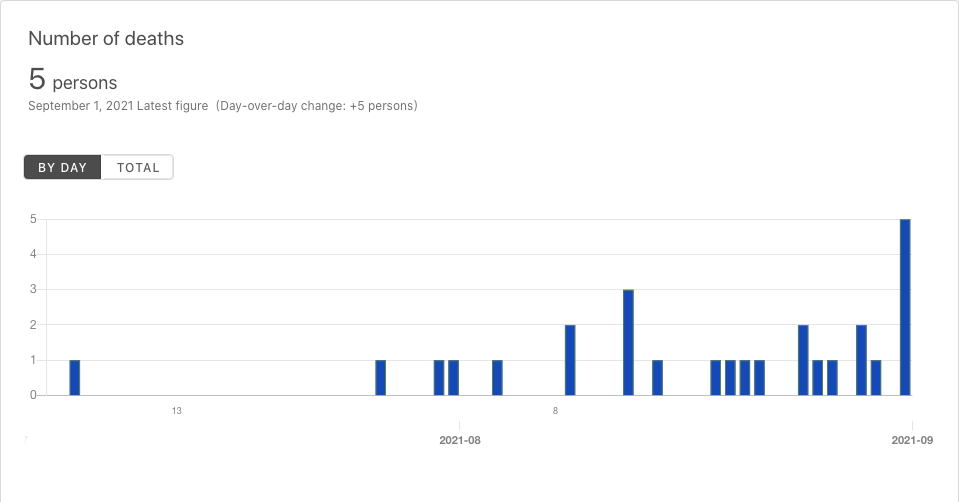 Number of deaths
5 persons
September 1, 2021 Latest figure (Day-over-day change: +5 persons)
BY DAY TOTAL
5
4
3
2
1
0
13 8
2021-08 2021-09